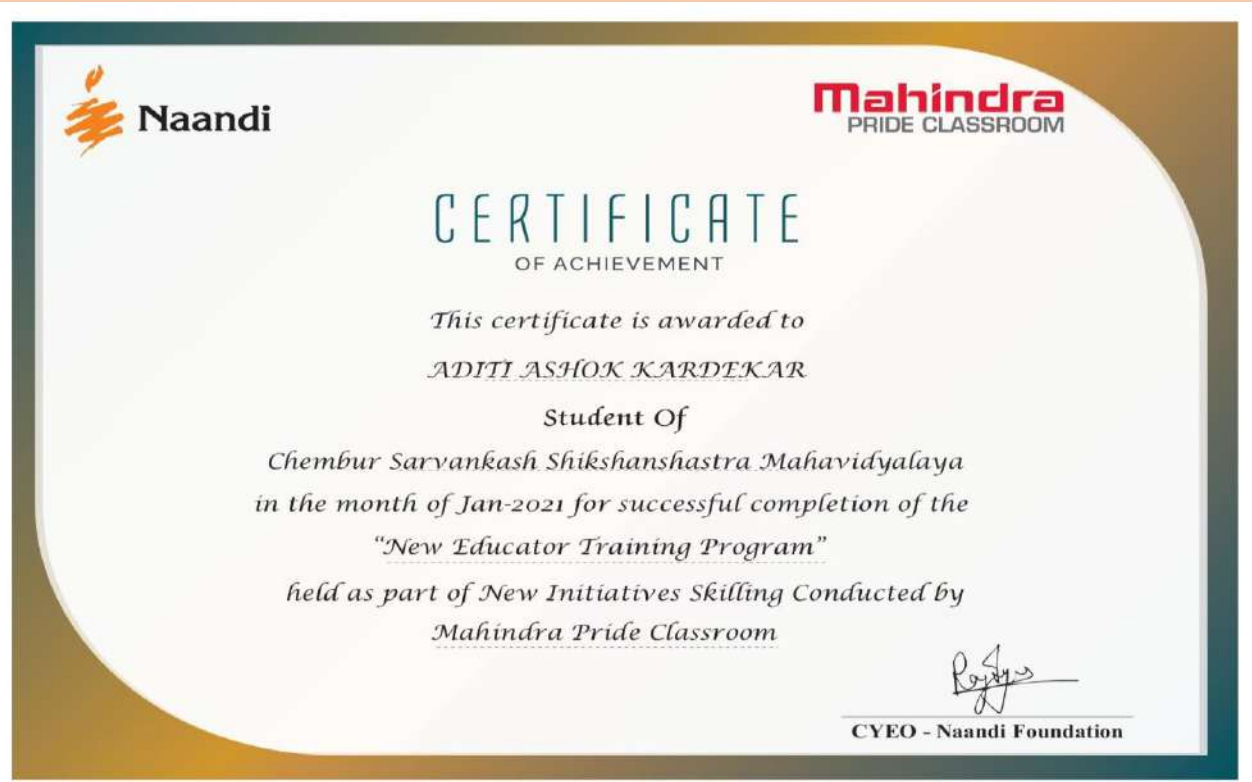 Naandi
Mahindra
PRIDE CLASSROOM
CERTIFICATE
OF ACHIEVEMENT
This certificate is awarded to
ADITI ASHOK KARDEKAR
Student Of
Chembur Sarvankash Shikshanshastra Mahavidyalaya
in the month of Jan-2021 for successful completion of the
“New Educator Training Program”
held as part of New Initiatives Skilling Conducted by
Mahindra Pride Classroom
CYEO - Naandi Foundation